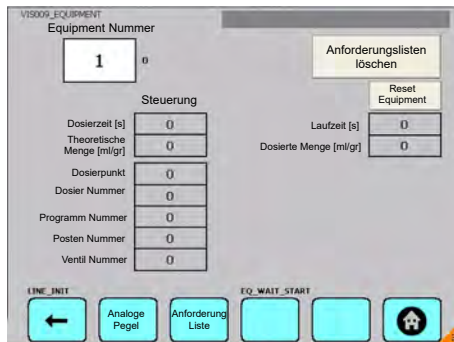 VIS009_EQUIPMENT
Equipment Nummer
1
0
Anforderungslisten
löschen
Reset
Equipment
Steuerung
Dosierzeit [s]
0
Laufzeit [s]
0
Theoretische
Menge [ml/gr]
0
Dosierte Menge [ml/gr]
0
Dosierpunkt
0
Dosier Nummer
0
Programm Nummer
0
Posten Nummer
0
Ventil Nummer
0
LINE_INIT
EQ_WAIT_START
Analoge
Pegel
Anforderung
Liste